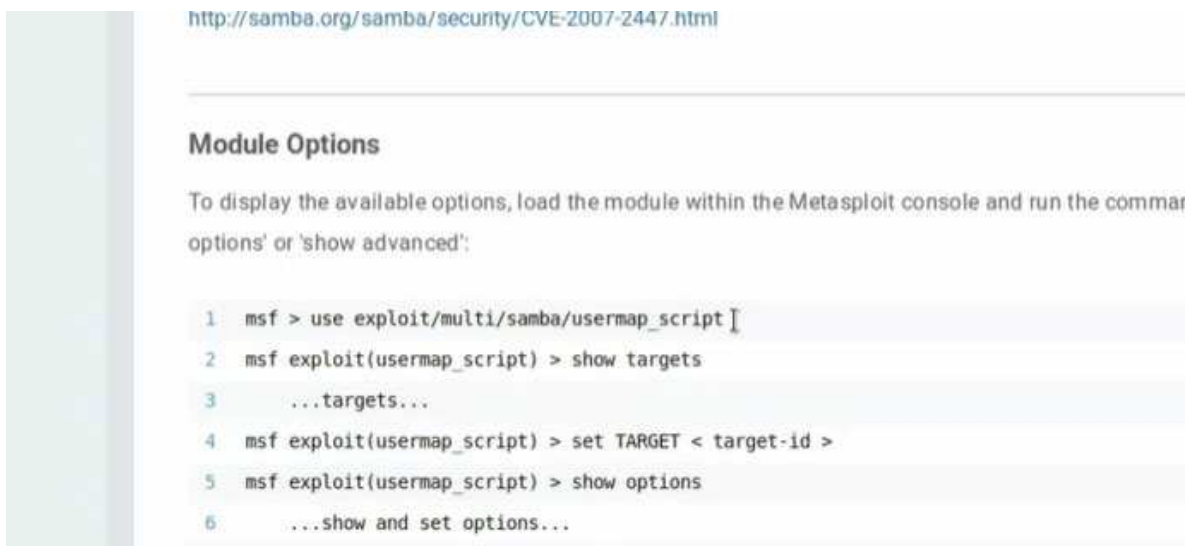 http://samba.org/samba/security/CVE-2007-2447.html
Module Options
To display the available options, load the module within the Metasploit console and run the
options' or 'show advanced':
1 msf > use exploit/multi/samba/usermap_script
2 msf exploit(usermap_script) > show targets
3 ...targets...
4 msf exploit(usermap_script) > set TARGET < target-id >
5 msf exploit(usermap_script) > show options
6 ...show and set options...